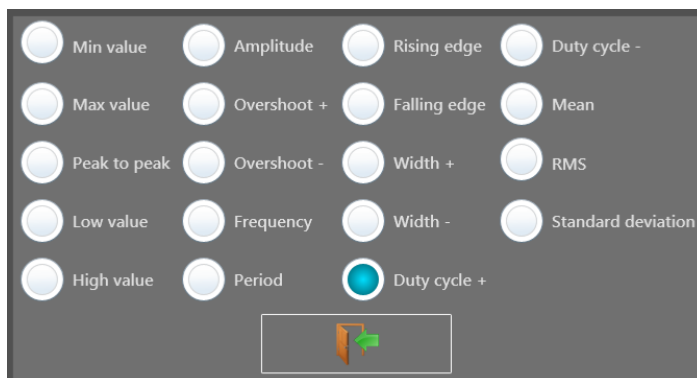 Min value
Amplitude
Rising edge
Duty cycle -
Max value
Overshoot +
Falling edge
Mean
Peak to peak
Overshoot -
Width +
RMS
Low value
Frequency
Width -
Standard deviation
High value
Period
Duty cycle +